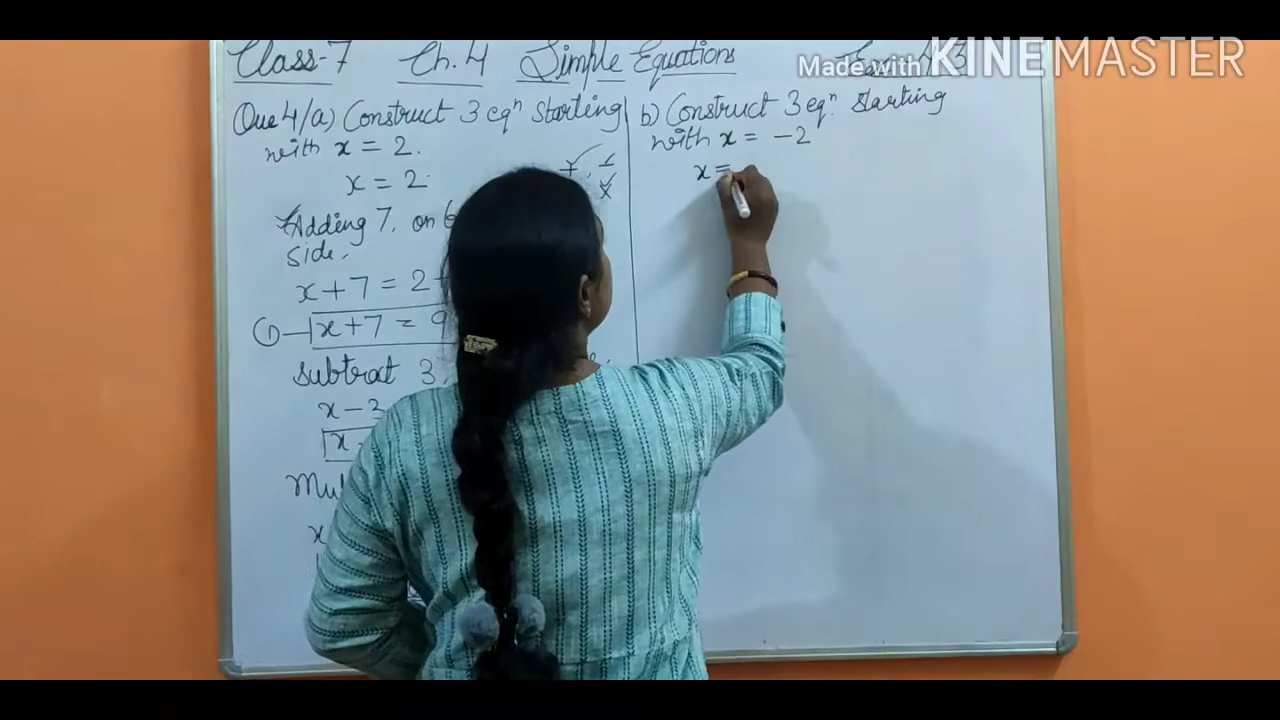 Class-7 Ch.4 Simple Equations
Made with KINEMASTER
Que 4/a) Construct 3 eqⁿ starting
with x = 2.
x = 2
Adding 7, on
side.
x + 7 = 2
① — x + 7 = 9
Subtract 3,
x - 3
x -
x
b) Construct 3 eqⁿ. starting
with x = -2
x =